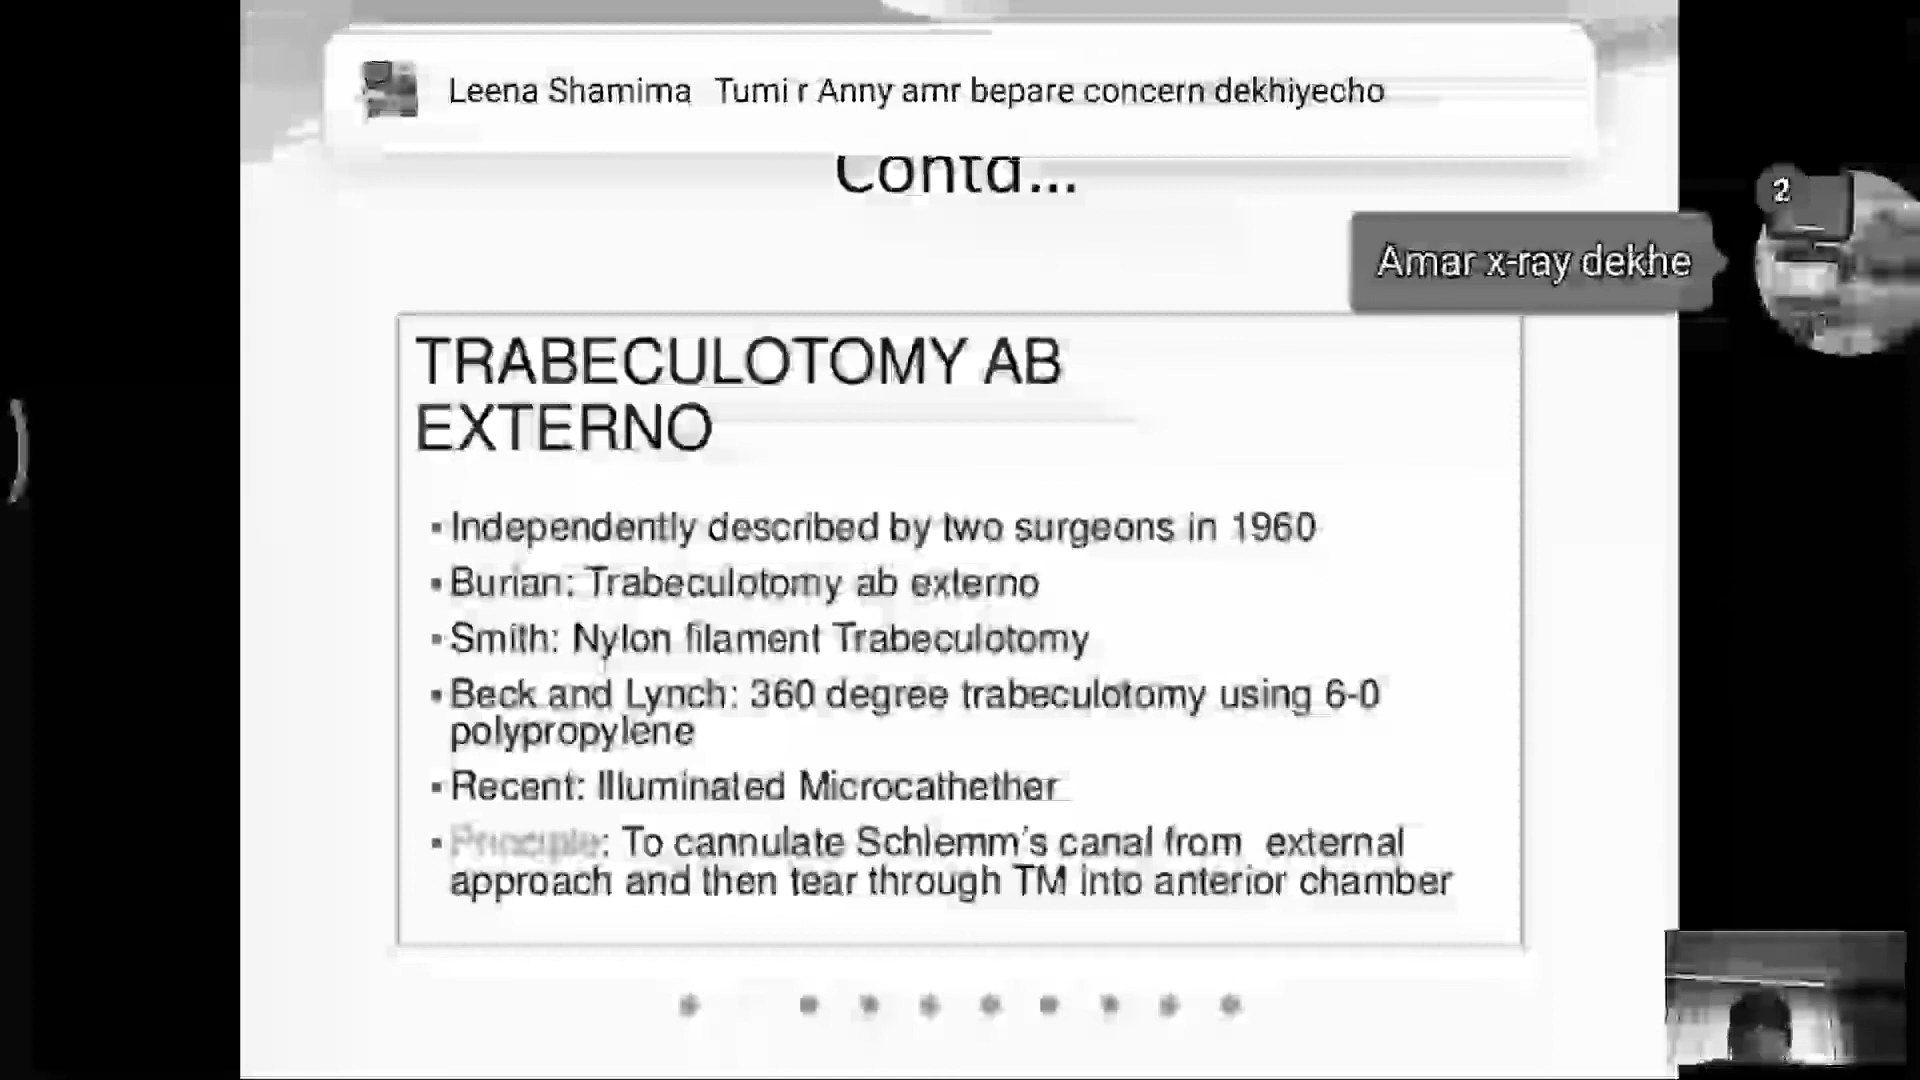 Leena Shamima Tumi r Anny amr bepare concern dekhiyecho
Contd...
2
Amar x-ray dekhe
TRABECULOTOMY AB
EXTERNO
▪Independently described by two surgeons in 1960
▪Burian: Trabeculotomy ab externo
▪Smith: Nylon filament Trabeculotomy
▪Beck and Lynch: 360 degree trabeculotomy using 6-0
polypropylene
▪Recent: Illuminated Microcathether
▪Principle: To cannulate Schlemm's canal from external
approach and then tear through TM into anterior chamber